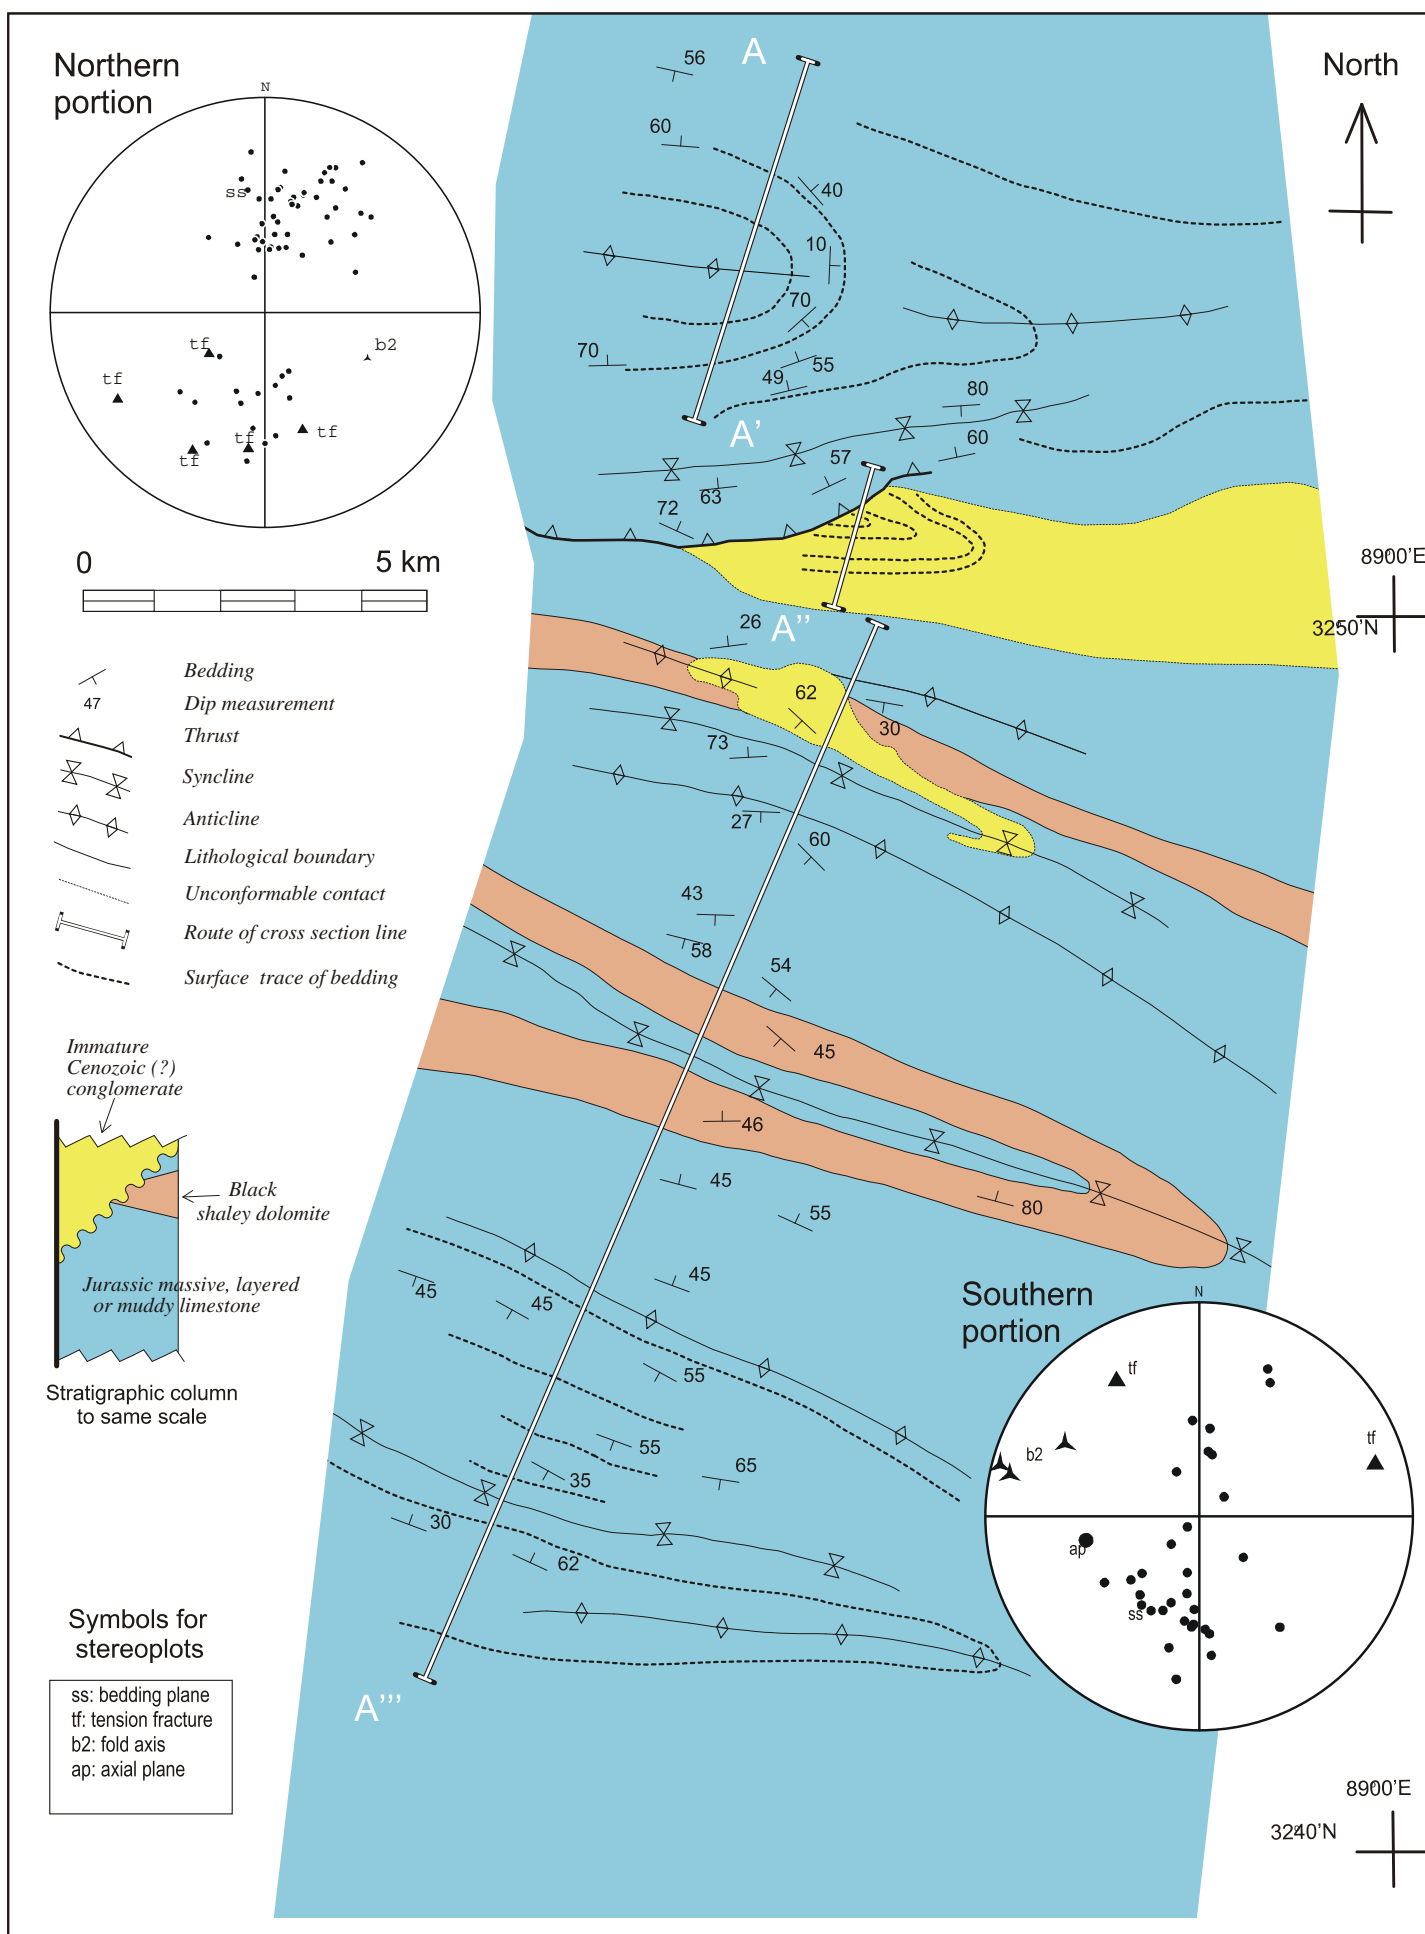 Northern
portion
N
ss
tf
b2
tf
tf
tf
tf
0
5 km
Bedding
47
Dip measurement
Thrust
Syncline
Anticline
Lithological boundary
Unconformable contact
Route of cross section line
Surface trace of bedding
Immature
Cenozoic (?)
conglomerate
Black
shaley dolomite
Jurassic massive, layered
or muddy limestone
Stratigraphic column
to same scale
Symbols for
stereoplots
ss: bedding plane
tf: tension fracture
b2: fold axis
ap: axial plane
A
56
60
40
10
70
70
55
49
80
A'
60
57
63
72
A''
26
62
30
73
27
60
43
58
54
45
46
45
80
55
45
45
45
55
55
65
35
30
62
A'''
North
8900'E
3250'N
Southern
portion
N
tf
tf
b2
ap
ss
8900'E
3240'N